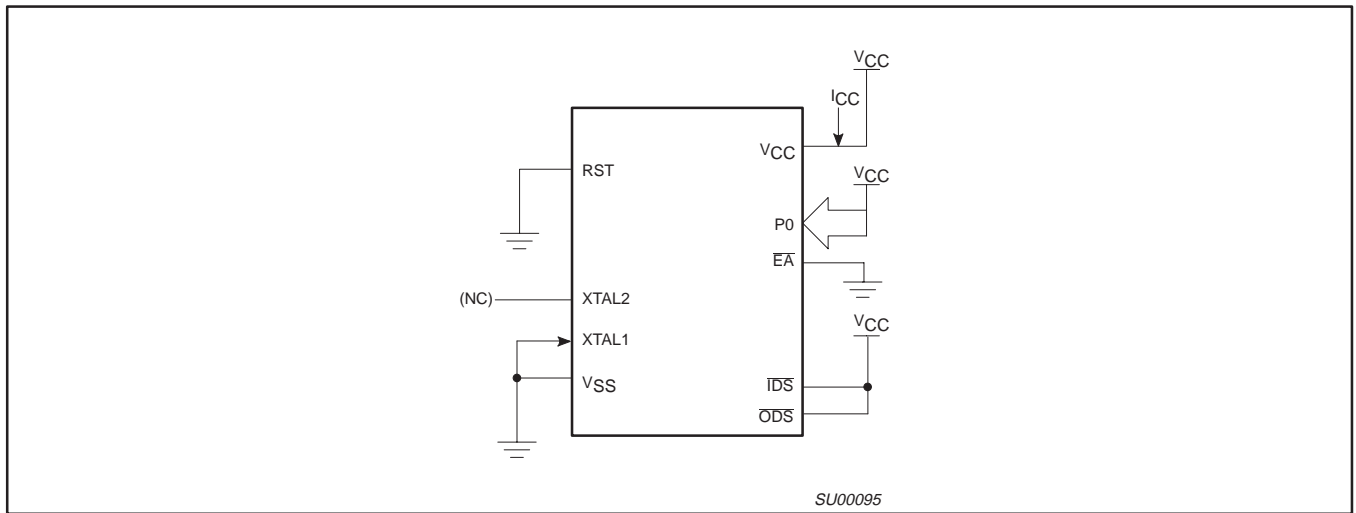 VCC
ICC
VCC
RST
VCC
P0
EA
(NC)
XTAL2
XTAL1
VCC
VSS
IDS
ODS
SU00095